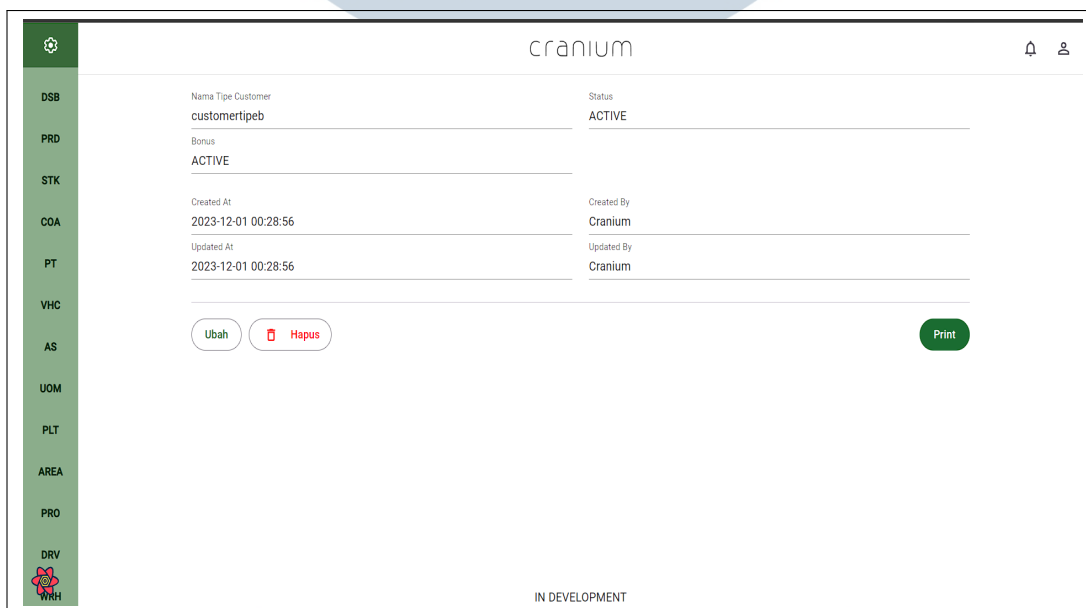 cranium
DSB
PRD
STK
COA
PT
VHC
AS
UOM
PLT
AREA
PRO
DRV
WRH
Nama Tipe Customer
customertipeb
Status
ACTIVE
Bonus
ACTIVE
Created At
2023-12-01 00:28:56
Created By
Cranium
Updated At
2023-12-01 00:28:56
Updated By
Cranium
Ubah
Hapus
Print
IN DEVELOPMENT